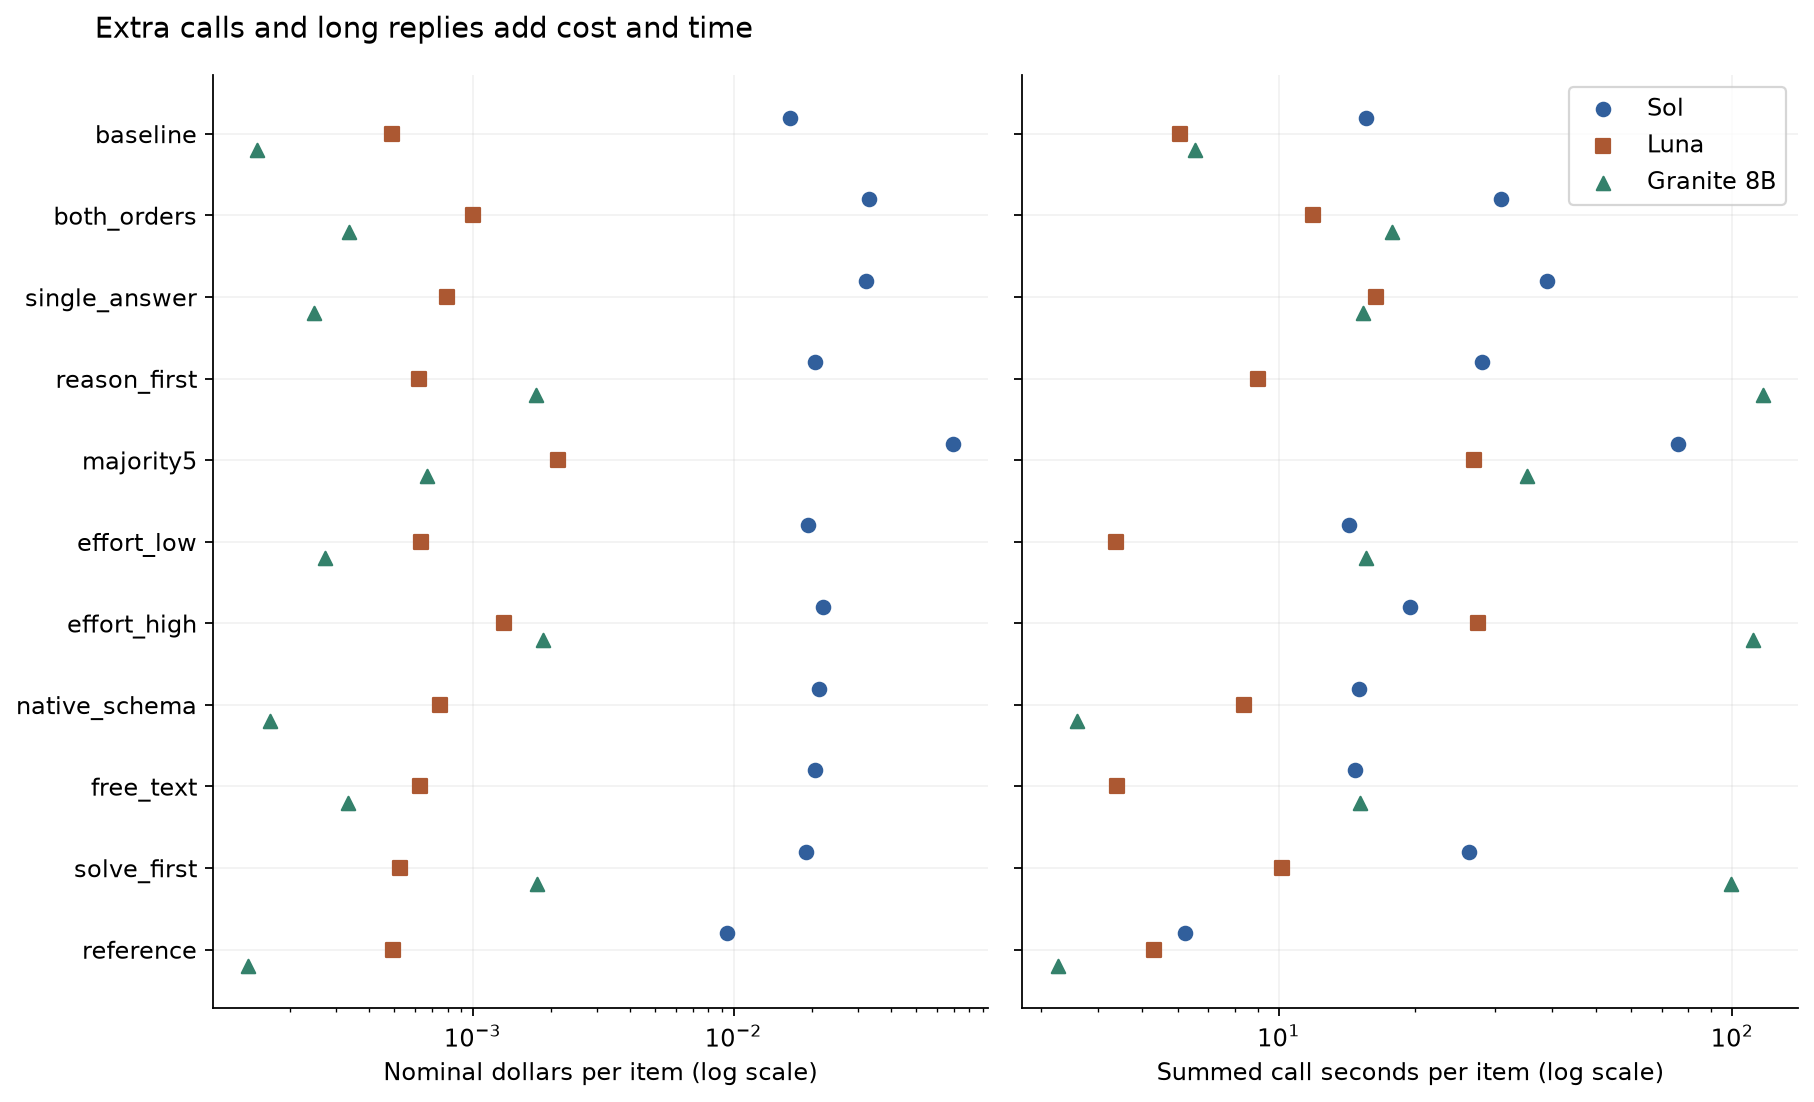 Extra calls and long replies add cost and time
baseline
both_orders
single_answer
reason_first
majority5
effort_low
effort_high
native_schema
free_text
solve_first
reference
10⁻³
10⁻²
Nominal dollars per item (log scale)
Sol
Luna
Granite 8B
10¹
10²
Summed call seconds per item (log scale)